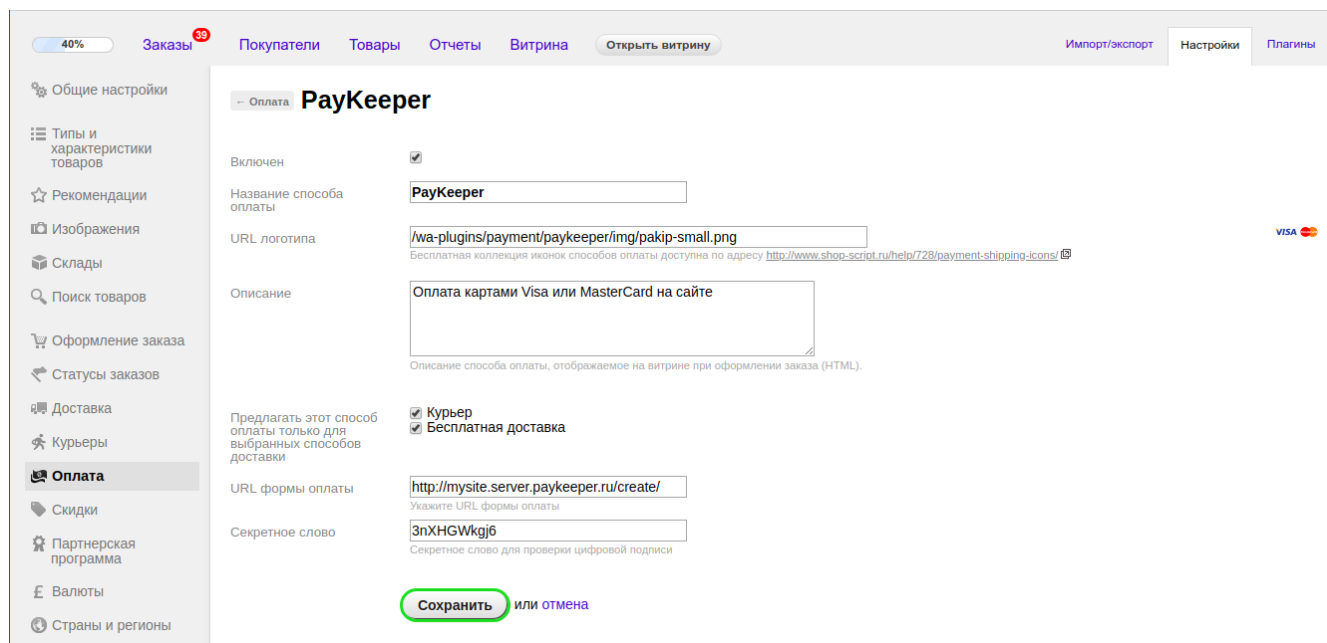 40% Заказы 39 Покупатели Товары Отчеты Витрина Открыть витрину Импорт/экспорт Настройки Плагины
Общие настройки
Типы и
характеристики
товаров
Рекомендации
Изображения
Склады
Поиск товаров
Оформление заказа
Статусы заказов
Доставка
Курьеры
Оплата
Скидки
Партнерская
программа
Валюты
Страны и регионы
← Оплата PayKeeper
Включен
Название способа
оплаты
PayKeeper
URL логотипа
/wa-plugins/payment/paykeeper/img/pakip-small.png
VISA
Бесплатная коллекция иконок способов оплаты доступна по адресу http://www.shop-script.ru/help/728/payment-shipping-icons/
Описание
Оплата картами Visa или MasterCard на сайте
Описание способа оплаты, отображаемое на витрине при оформлении заказа (HTML).
Предлагать этот способ
оплаты только для
выбранных способов
доставки
Курьер
Бесплатная доставка
URL формы оплаты
http://mysite.server.paykeeper.ru/create/
Укажите URL формы оплаты
Секретное слово
3nXHGWkgj6
Секретное слово для проверки цифровой подписи
Сохранить или отмена